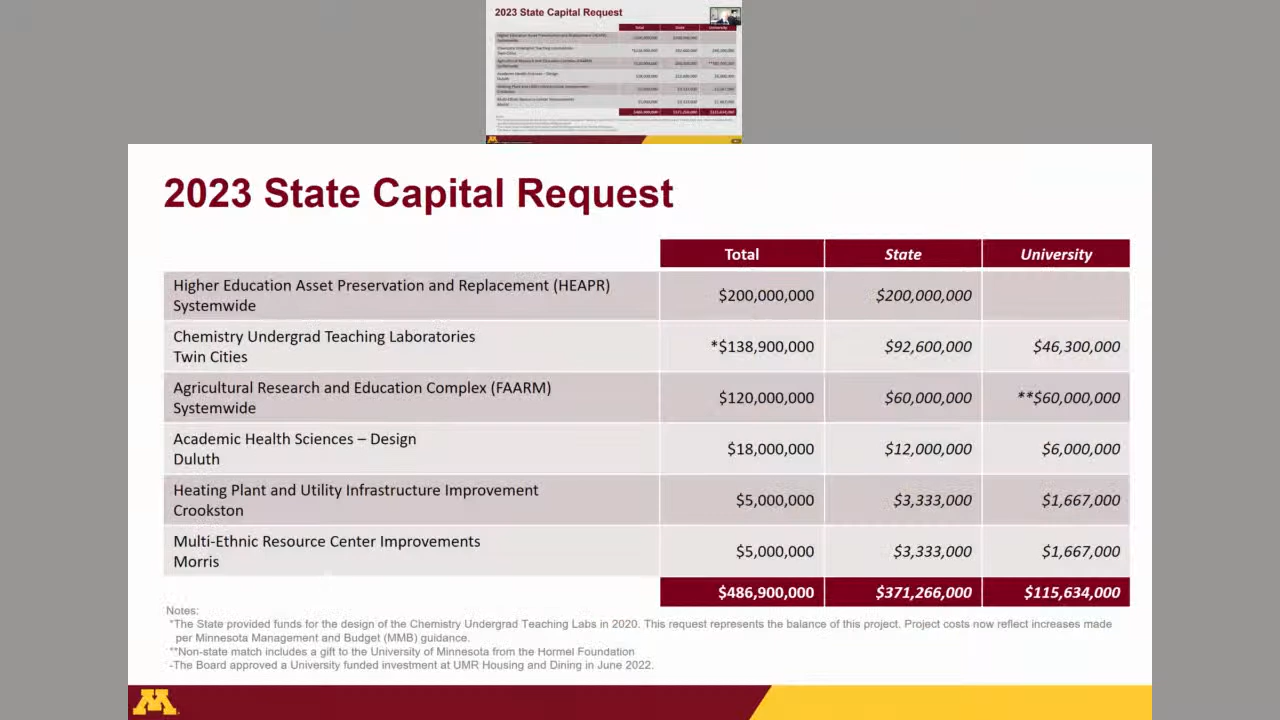 2023 State Capital Request
Total State University
2023 State Capital Request
Total State University
Higher Education Asset Preservation and Replacement (HEAPR)
Systemwide
$200,000,000 $200,000,000
Chemistry Undergrad Teaching Laboratories
Twin Cities
*$138,900,000 $92,600,000 $46,300,000
Agricultural Research and Education Complex (FAARM)
Systemwide
$120,000,000 $60,000,000 **$60,000,000
Academic Health Sciences – Design
Duluth
$18,000,000 $12,000,000 $6,000,000
Heating Plant and Utility Infrastructure Improvement
Crookston
$5,000,000 $3,333,000 $1,667,000
Multi-Ethnic Resource Center Improvements
Morris
$5,000,000 $3,333,000 $1,667,000
$486,900,000 $371,266,000 $115,634,000
Notes:
*The State provided funds for the design of the Chemistry Undergrad Teaching Labs in 2020. This request represents the balance of this project. Project costs now reflect increases made
per Minnesota Management and Budget (MMB) guidance.
**Non-state match includes a gift to the University of Minnesota from the Hormel Foundation
-The Board approved a University funded investment at UMR Housing and Dining in June 2022.
M